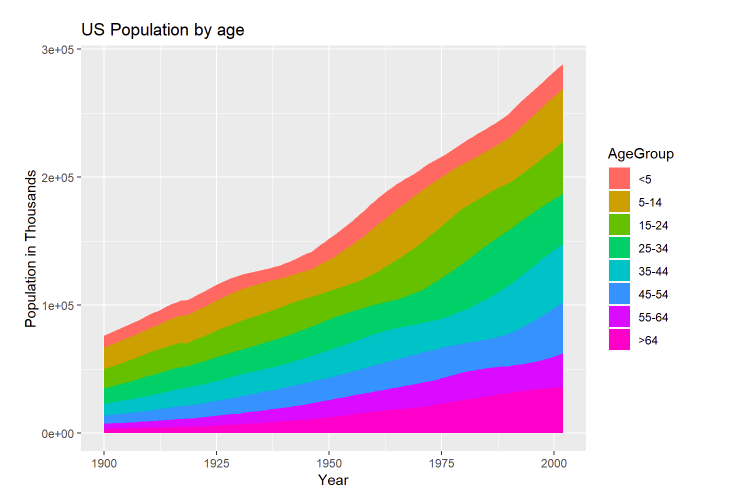 US Population by age
3e+05
2e+05
1e+05
0e+00
Population in Thousands
1900
1925
1950
1975
2000
Year
AgeGroup
<5
5-14
15-24
25-34
35-44
45-54
55-64
>64